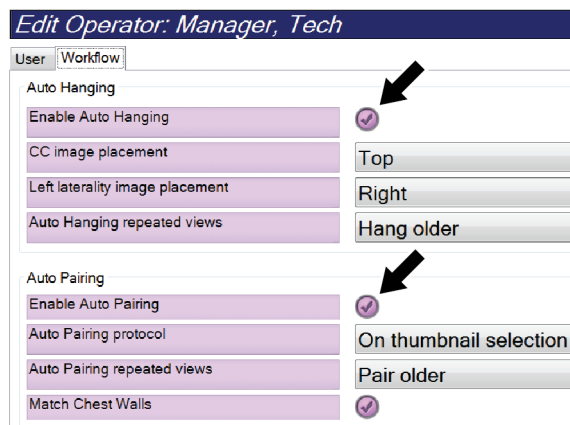 Edit Operator: Manager, Tech
User Workflow
Auto Hanging
Enable Auto Hanging
CC image placement Top
Left laterality image placement Right
Auto Hanging repeated views Hang older
Auto Pairing
Enable Auto Pairing
Auto Pairing protocol On thumbnail selection
Auto Pairing repeated views Pair older
Match Chest Walls